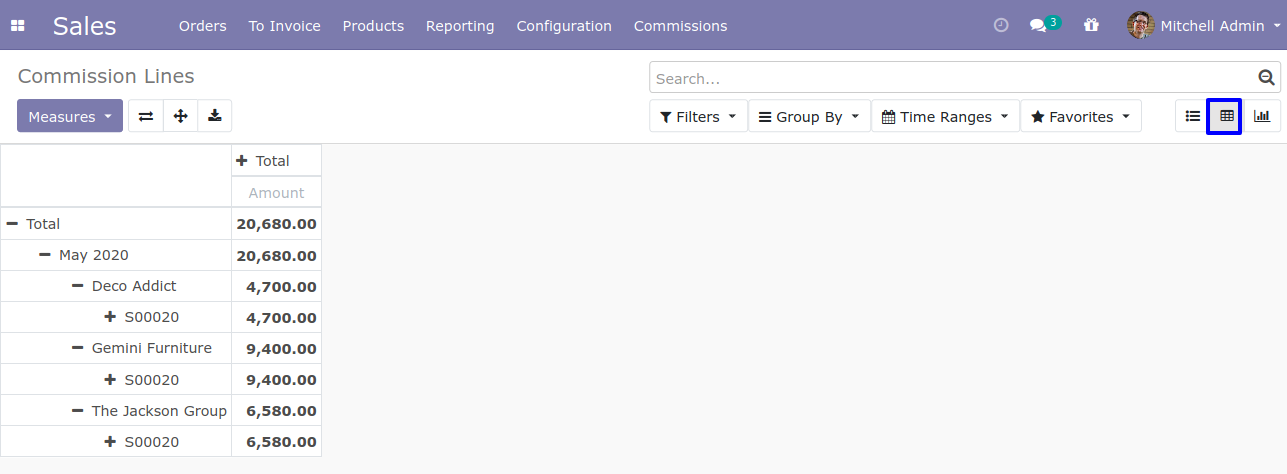 Sales Orders To Invoice Products Reporting Configuration Commissions 3 Mitchell Admin
Commission Lines
Search...
Measures
Filters Group By Time Ranges Favorites
Total
Amount
Total 20,680.00
May 2020 20,680.00
Deco Addict 4,700.00
S00020 4,700.00
Gemini Furniture 9,400.00
S00020 9,400.00
The Jackson Group 6,580.00
S00020 6,580.00